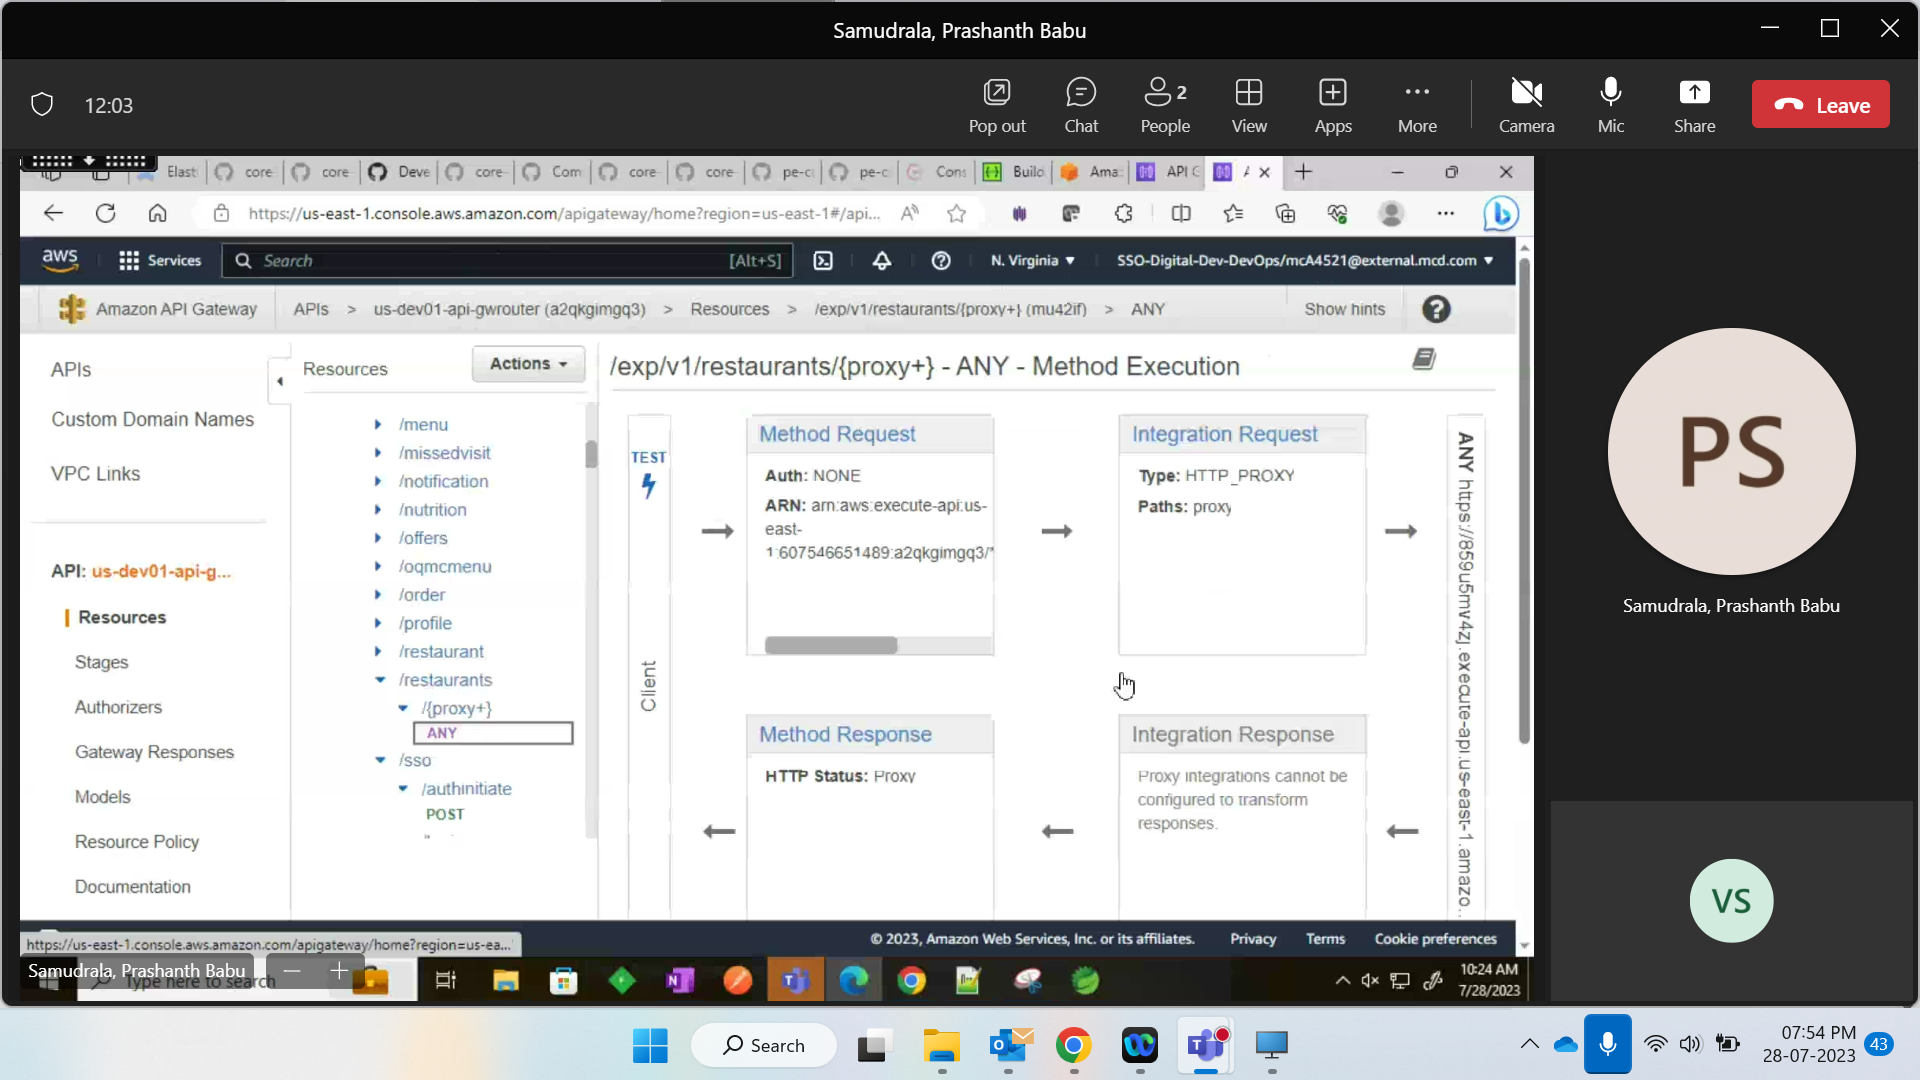 Samudrala, Prashanth Babu
12:03
Pop out
Chat
2
People
View
Apps
More
Camera
Mic
Share
Leave
Elast
core
core
Deve
core-
Com
core
core
pe-c
pe-c
Cons
Build
Ama
API G
https://us-east-1.console.aws.amazon.com/apigateway/home?region=us-east-1#/api...
aws
Services
Search
[Alt+S]
N. Virginia
SSO-Digital-Dev-DevOps/mcA4521@external.mcd.com
Amazon API Gateway
APIs > us-dev01-api-gwrouter (a2qkgimgq3) > Resources > /exp/v1/restaurants/{proxy+} (mu42if) > ANY
Show hints
APIs
Custom Domain Names
VPC Links
API: us-dev01-api-g...
Resources
Stages
Authorizers
Gateway Responses
Models
Resource Policy
Documentation
Resources
Actions
/menu
/missedvisit
/notification
/nutrition
/offers
/oqmcmenu
/order
/profile
/restaurant
/restaurants
/{proxy+}
ANY
/sso
/authinitiate
POST
/exp/v1/restaurants/{proxy+} - ANY - Method Execution
TEST
Client
Method Request
Auth: NONE
ARN: arn:aws:execute-api:us-
east-
1:607546651489:a2qkgimgq3/*
Integration Request
Type: HTTP_PROXY
Paths: proxy
Method Response
HTTP Status: Proxy
Integration Response
Proxy integrations cannot be
configured to transform
responses.
ANY https://859u5mv4zj.execute-api.us-east-1.amazo...
https://us-east-1.console.aws.amazon.com/apigateway/home?region=us-ea...
© 2023, Amazon Web Services, Inc. or its affiliates.
Privacy
Terms
Cookie preferences
Samudrala, Prashanth Babu
Type here to search
10:24 AM
7/28/2023
PS
Samudrala, Prashanth Babu
VS
Search
07:54 PM
28-07-2023
43